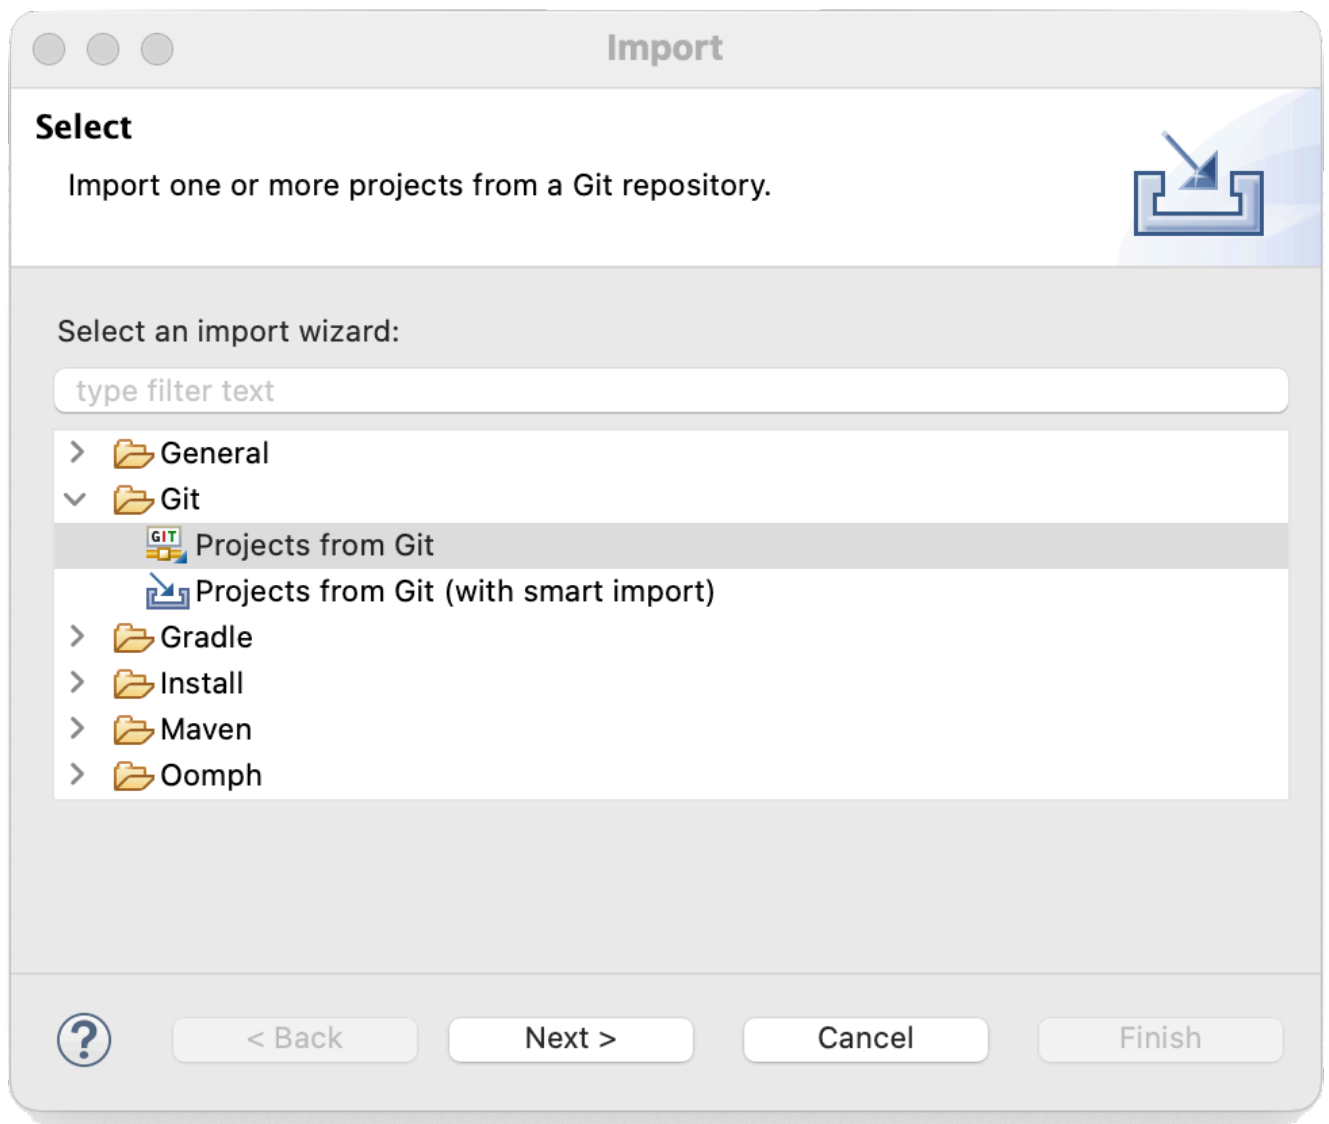 Import
Select
Import one or more projects from a Git repository.
Select an import wizard:
type filter text
General
Git
GIT Projects from Git
Projects from Git (with smart import)
Gradle
Install
Maven
Oomph
? < Back Next > Cancel Finish